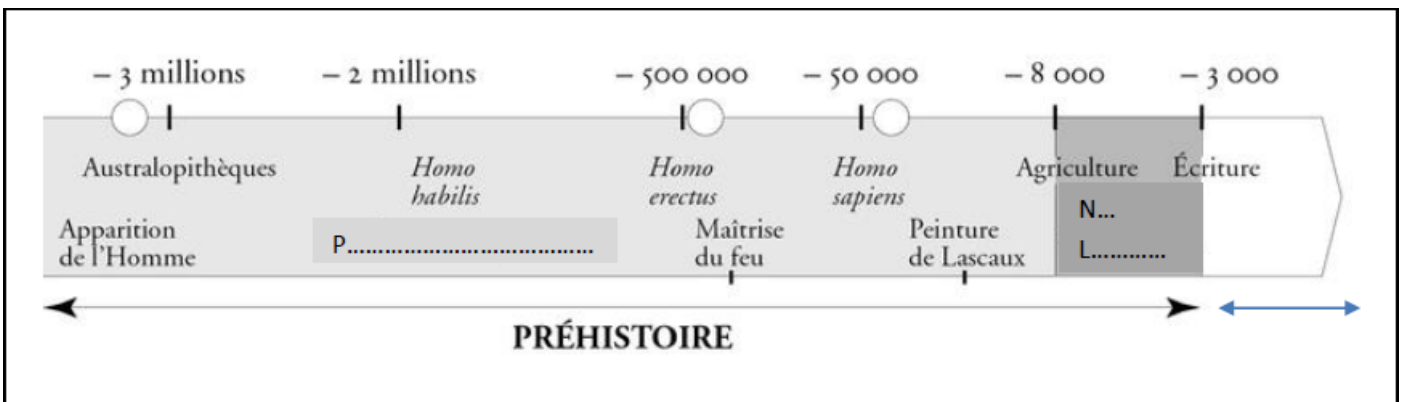 – 3 millions – 2 millions – 500 000 – 50 000 – 8 000 – 3 000
Australopithèques Homo habilis Homo erectus Homo sapiens Agriculture Écriture
Apparition de l'Homme
P.....................................
Maîtrise du feu
Peinture de Lascaux
N...
L............
PRÉHISTOIRE